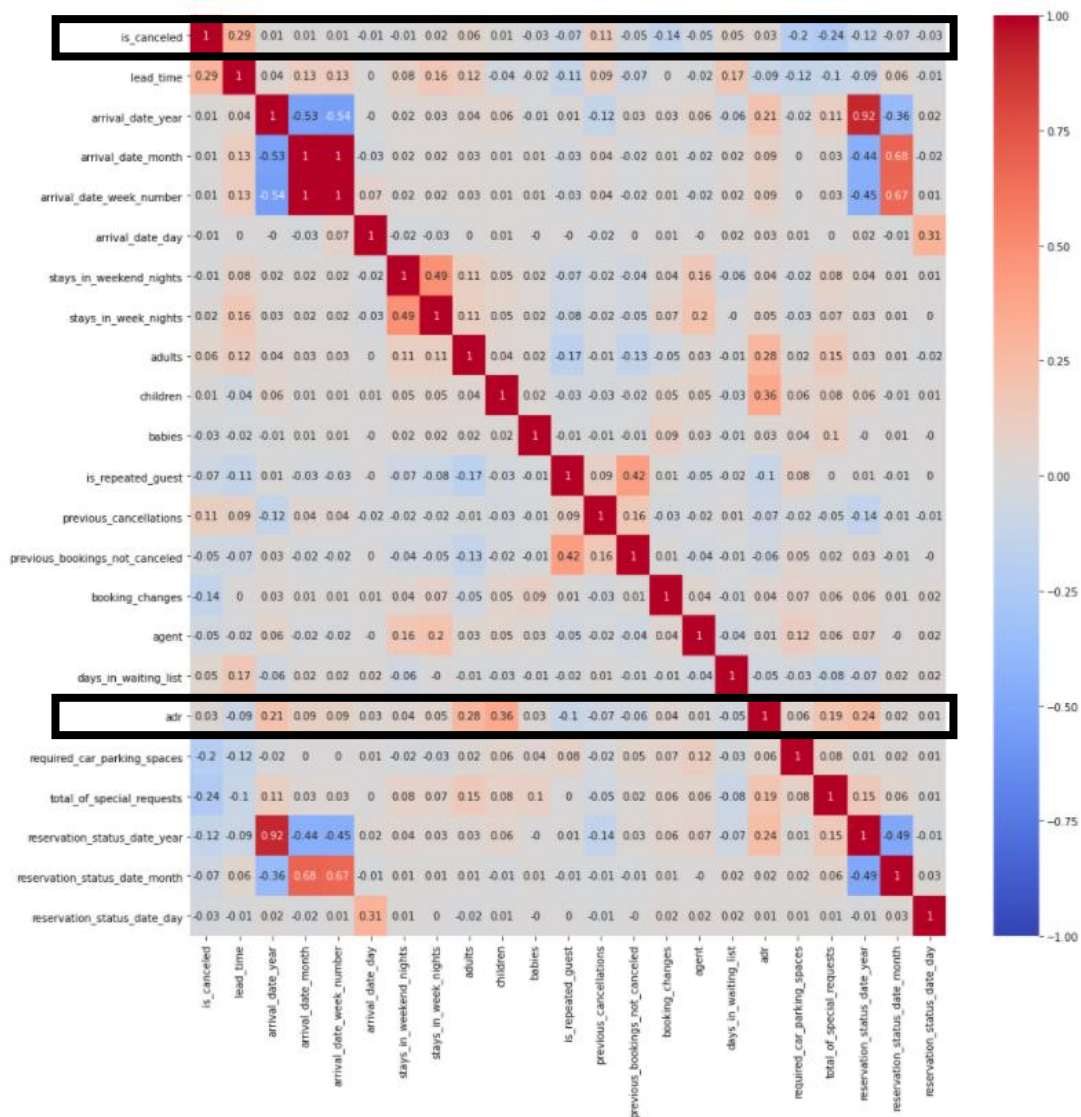 is_canceled 1 0.29 0.01 0.01 0.01 -0.01 -0.01 0.02 0.06 0.01 -0.03 -0.07 0.11 -0.05 -0.14 -0.05 0.05 0.03 -0.2 -0.24 -0.12 -0.07 -0.03
lead_time 0.29 1 0.04 0.13 0.13 0 0.08 0.16 0.12 -0.04 -0.02 -0.11 0.09 -0.07 0 -0.02 0.17 -0.09 -0.12 -0.1 -0.09 0.06 -0.01
arrival_date_year 0.01 0.04 1 -0.53 -0.54 -0 0.02 0.03 0.04 0.06 -0.01 0.01 -0.12 0.03 0.03 0.06 -0.06 0.21 -0.02 0.11 0.92 -0.36 0.02
arrival_date_month 0.01 0.13 -0.53 1 1 -0.03 0.02 0.02 0.03 0.01 0.01 -0.03 0.04 -0.02 0.01 -0.02 0.02 0.09 0 0.03 -0.44 0.68 -0.02
arrival_date_week_number 0.01 0.13 -0.54 1 1 0.07 0.02 0.02 0.03 0.01 0.01 -0.03 0.04 -0.02 0.01 -0.02 0.02 0.09 0 0.03 -0.45 0.67 0.01
arrival_date_day -0.01 0 -0 -0.03 0.07 1 -0.02 -0.03 0 0.01 -0 -0 -0.02 0 0.01 -0 0.02 0.03 0.01 0 0.02 -0.01 0.31
stays_in_weekend_nights -0.01 0.08 0.02 0.02 0.02 -0.02 1 0.49 0.11 0.05 0.02 -0.07 -0.02 -0.04 0.04 0.16 -0.06 0.04 -0.02 0.08 0.04 0.01 0.01
stays_in_week_nights 0.02 0.16 0.03 0.02 0.02 -0.03 0.49 1 0.11 0.05 0.02 -0.08 -0.02 -0.05 0.07 0.2 -0 0.05 -0.03 0.07 0.03 0.01 0
adults 0.06 0.12 0.04 0.03 0.03 0 0.11 0.11 1 0.04 0.02 -0.17 -0.01 -0.13 -0.05 0.03 -0.01 0.28 0.02 0.15 0.03 0.01 -0.02
children 0.01 -0.04 0.06 0.01 0.01 0.01 0.05 0.05 0.04 1 0.02 -0.03 -0.03 -0.02 0.05 0.05 -0.03 0.36 0.06 0.08 0.06 -0.01 0.01
babies -0.03 -0.02 -0.01 0.01 0.01 -0 0.02 0.02 0.02 0.02 1 -0.01 -0.01 -0.01 0.09 0.03 -0.01 0.03 0.04 0.1 -0 0.01 -0
is_repeated_guest -0.07 -0.11 0.01 -0.03 -0.03 -0 -0.07 -0.08 -0.17 -0.03 -0.01 1 0.09 0.42 0.01 -0.05 -0.02 -0.1 0.08 0 0.01 -0.01 0
previous_cancellations 0.11 0.09 -0.12 0.04 0.04 -0.02 -0.02 -0.02 -0.01 -0.03 -0.01 0.09 1 0.16 -0.03 -0.02 0.01 -0.07 -0.02 -0.05 -0.14 -0.01 -0.01
previous_bookings_not_canceled -0.05 -0.07 0.03 -0.02 -0.02 0 -0.04 -0.05 -0.13 -0.02 -0.01 0.42 0.16 1 0.01 -0.04 -0.01 -0.06 0.05 0.02 0.03 -0.01 -0
booking_changes -0.14 0 0.03 0.01 0.01 0.01 0.04 0.07 -0.05 0.05 0.09 0.01 -0.03 0.01 1 0.04 -0.01 0.04 0.07 0.06 0.06 0.01 0.02
agent -0.05 -0.02 0.06 -0.02 -0.02 -0 0.16 0.2 0.03 0.05 0.03 -0.05 -0.02 -0.04 0.04 1 -0.04 0.01 0.12 0.06 0.07 -0 0.02
days_in_waiting_list 0.05 0.17 -0.06 0.02 0.02 0.02 -0.06 -0 -0.01 -0.03 -0.01 -0.02 0.01 -0.01 -0.01 -0.04 1 -0.05 -0.03 -0.08 -0.07 0.02 0.02
adr 0.03 -0.09 0.21 0.09 0.09 0.03 0.04 0.05 0.28 0.36 0.03 -0.1 -0.07 -0.06 0.04 0.01 -0.05 1 0.06 0.19 0.24 0.02 0.01
required_car_parking_spaces -0.2 -0.12 -0.02 0 0 0.01 -0.02 -0.03 0.02 0.06 0.04 0.08 -0.02 0.05 0.07 0.12 -0.03 0.06 1 0.08 0.01 0.02 0.01
total_of_special_requests -0.24 -0.1 0.11 0.03 0.03 0 0.08 0.07 0.15 0.08 0.1 0 -0.05 0.02 0.06 0.06 -0.08 0.19 0.08 1 0.15 0.06 0.01
reservation_status_date_year -0.12 -0.09 0.92 -0.44 -0.45 0.02 0.04 0.03 0.03 0.06 -0 0.01 -0.14 0.03 0.06 0.07 -0.07 0.24 0.01 0.15 1 -0.49 -0.01
reservation_status_date_month -0.07 0.06 -0.36 0.68 0.67 -0.01 0.01 0.01 0.01 -0.01 0.01 -0.01 -0.01 -0.01 0.01 -0 0.02 0.02 0.02 0.06 -0.49 1 0.03
reservation_status_date_day -0.03 -0.01 0.02 -0.02 0.01 0.31 0.01 0 -0.02 0.01 -0 0 -0.01 -0 0.02 0.02 0.02 0.01 0.01 0.01 -0.01 0.03 1
is_canceled
lead_time
arrival_date_year
arrival_date_month
arrival_date_week_number
arrival_date_day
stays_in_weekend_nights
stays_in_week_nights
adults
children
babies
is_repeated_guest
previous_cancellations
previous_bookings_not_canceled
booking_changes
agent
days_in_waiting_list
adr
required_car_parking_spaces
total_of_special_requests
reservation_status_date_year
reservation_status_date_month
reservation_status_date_day
1.00
0.75
0.50
0.25
0.00
−0.25
−0.50
−0.75
−1.00